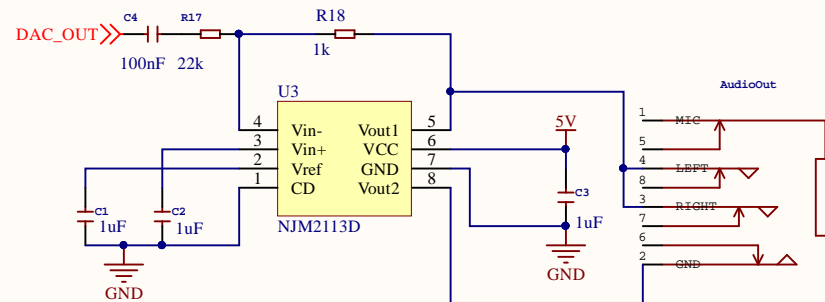 C4
R17
R18
DAC_OUT
100nF
22k
1k
AudioOut
U3
4
Vin-
Vout1
5
3
Vin+
VCC
6
2
Vref
GND
7
1
CD
Vout2
8
NJM2113D
C1
1uF
C2
1uF
GND
5V
C3
1uF
GND
1
MIC
5
4
LEFT
8
3
RIGHT
7
6
2
GND